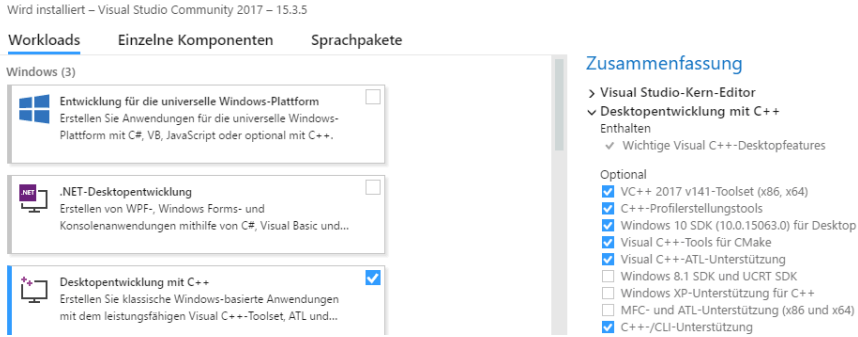 Wird installiert – Visual Studio Community 2017 – 15.3.5
Workloads Einzelne Komponenten Sprachpakete
Windows (3)
Entwicklung für die universelle Windows-Plattform
Erstellen Sie Anwendungen für die universelle Windows-
Plattform mit C#, VB, JavaScript oder optional mit C++.
.NET
.NET-Desktopentwicklung
Erstellen von WPF-, Windows Forms- und
Konsolenanwendungen mithilfe von C#, Visual Basic und...
Desktopentwicklung mit C++
Erstellen Sie klassische Windows-basierte Anwendungen
mit dem leistungsfähigen Visual C++-Toolset, ATL und...
Zusammenfassung
Visual Studio-Kern-Editor
Desktopentwicklung mit C++
Enthalten
Wichtige Visual C++-Desktopfeatures
Optional
VC++ 2017 v141-Toolset (x86, x64)
C++-Profilerstellungstools
Windows 10 SDK (10.0.15063.0) für Desktop
Visual C++-Tools für CMake
Visual C++-ATL-Unterstützung
Windows 8.1 SDK und UCRT SDK
Windows XP-Unterstützung für C++
MFC- und ATL-Unterstützung (x86 und x64)
C++-/CLI-Unterstützung